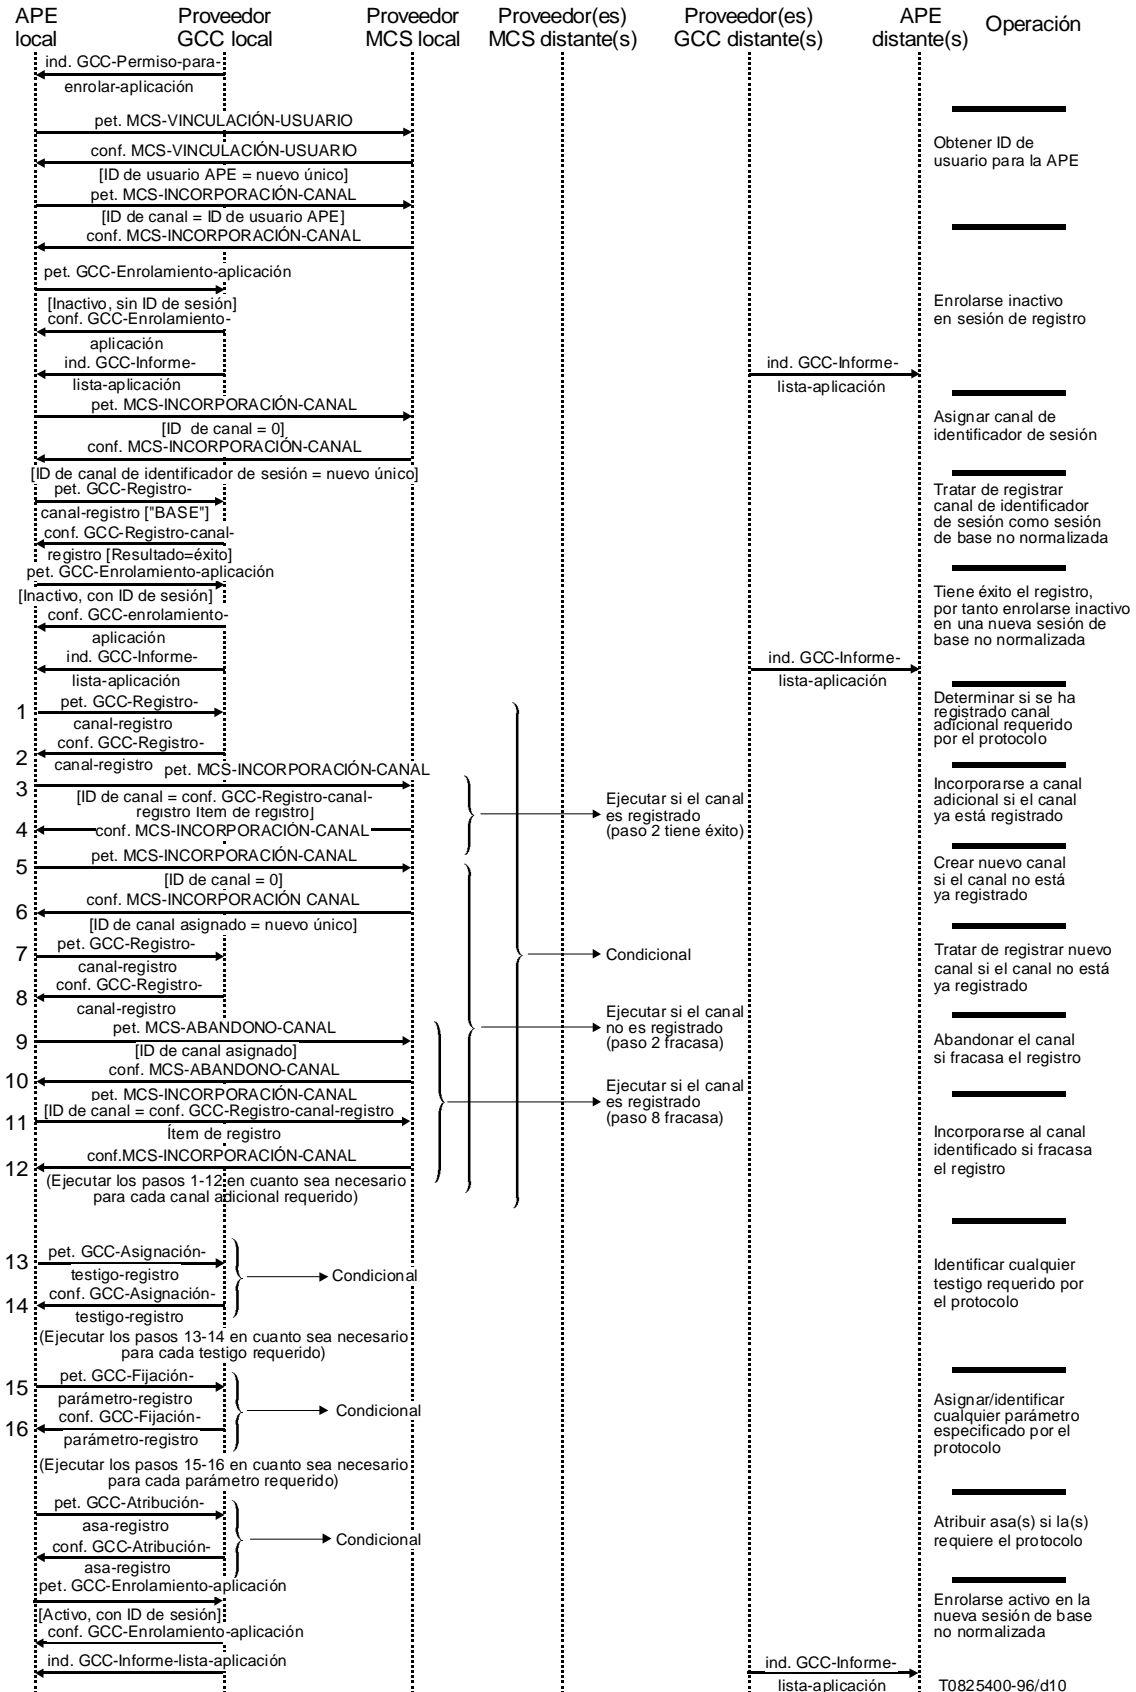 APE local
Proveedor GCC local
Proveedor MCS local
Proveedor(es) MCS distante(s)
Proveedor(es) GCC distante(s)
APE distante(s)
Operación
ind. GCC-Permiso-para-
enrolar-aplicación
pet. MCS-VINCULACIÓN-USUARIO
conf. MCS-VINCULACIÓN-USUARIO
[ID de usuario APE = nuevo único]
pet. MCS-INCORPORACIÓN-CANAL
[ID de canal = ID de usuario APE]
conf. MCS-INCORPORACIÓN-CANAL
Obtener ID de
usuario para la APE
pet. GCC-Enrolamiento-aplicación
[Inactivo, sin ID de sesión]
conf. GCC-Enrolamiento-
aplicación
ind. GCC-Informe-
lista-aplicación
ind. GCC-Informe-
lista-aplicación
Enrolarse inactivo
en sesión de registro
pet. MCS-INCORPORACIÓN-CANAL
[ID de canal = 0]
conf. MCS-INCORPORACIÓN-CANAL
[ID de canal de identificador de sesión = nuevo único]
Asignar canal de
identificador de sesión
pet. GCC-Registro-
canal-registro ["BASE"]
conf. GCC-Registro-canal-
registro [Resultado=éxito]
Tratar de registrar
canal de identificador
de sesión como sesión
de base no normalizada
pet. GCC-Enrolamiento-aplicación
[Inactivo, con ID de sesión]
conf. GCC-enrolamiento-
aplicación
ind. GCC-Informe-
lista-aplicación
ind. GCC-Informe-
lista-aplicación
Tiene éxito el registro,
por tanto enrolarse inactivo
en una nueva sesión de
base no normalizada
1
pet. GCC-Registro-
canal-registro
2
conf. GCC-Registro-
canal-registro
Determinar si se ha
registrado canal
adicional requerido
por el protocolo
3
pet. MCS-INCORPORACIÓN-CANAL
[ID de canal = conf. GCC-Registro-canal-
registro Ítem de registro]
4
conf. MCS-INCORPORACIÓN-CANAL
Ejecutar si el canal
es registrado
(paso 2 tiene éxito)
Incorporarse a canal
adicional si el canal
ya está registrado
5
pet. MCS-INCORPORACIÓN-CANAL
[ID de canal = 0]
6
conf. MCS-INCORPORACIÓN CANAL
[ID de canal asignado = nuevo único]
Crear nuevo canal
si el canal no está
ya registrado
7
pet. GCC-Registro-
canal-registro
8
conf. GCC-Registro-
canal-registro
Condicional
Tratar de registrar nuevo
canal si el canal no está
ya registrado
9
pet. MCS-ABANDONO-CANAL
[ID de canal asignado]
10
conf. MCS-ABANDONO-CANAL
Ejecutar si el canal
no es registrado
(paso 2 fracasa)
Abandonar el canal
si fracasa el registro
11
pet. MCS-INCORPORACIÓN-CANAL
[ID de canal = conf. GCC-Registro-canal-registro
Ítem de registro
12
conf.MCS-INCORPORACIÓN-CANAL
Ejecutar si el canal
es registrado
(paso 8 fracasa)
Incorporarse al canal
identificado si fracasa
el registro
(Ejecutar los pasos 1-12 en cuanto sea necesario
para cada canal adicional requerido)
13
pet. GCC-Asignación-
testigo-registro
14
conf. GCC-Asignación-
testigo-registro
Condicional
Identificar cualquier
testigo requerido por
el protocolo
(Ejecutar los pasos 13-14 en cuanto sea necesario
para cada testigo requerido)
15
pet. GCC-Fijación-
parámetro-registro
16
conf. GCC-Fijación-
parámetro-registro
Condicional
Asignar/identificar
cualquier parámetro
especificado por el
protocolo
(Ejecutar los pasos 15-16 en cuanto sea necesario
para cada parámetro requerido)
pet. GCC-Atribución-
asa-registro
conf. GCC-Atribución-
asa-registro
Condicional
Atribuir asa(s) si la(s)
requiere el protocolo
pet. GCC-Enrolamiento-aplicación
[Activo, con ID de sesión]
conf. GCC-Enrolamiento-aplicación
ind. GCC-Informe-lista-aplicación
ind. GCC-Informe-
lista-aplicación
Enrolarse activo en la
nueva sesión de base
no normalizada
T0825400-96/d10